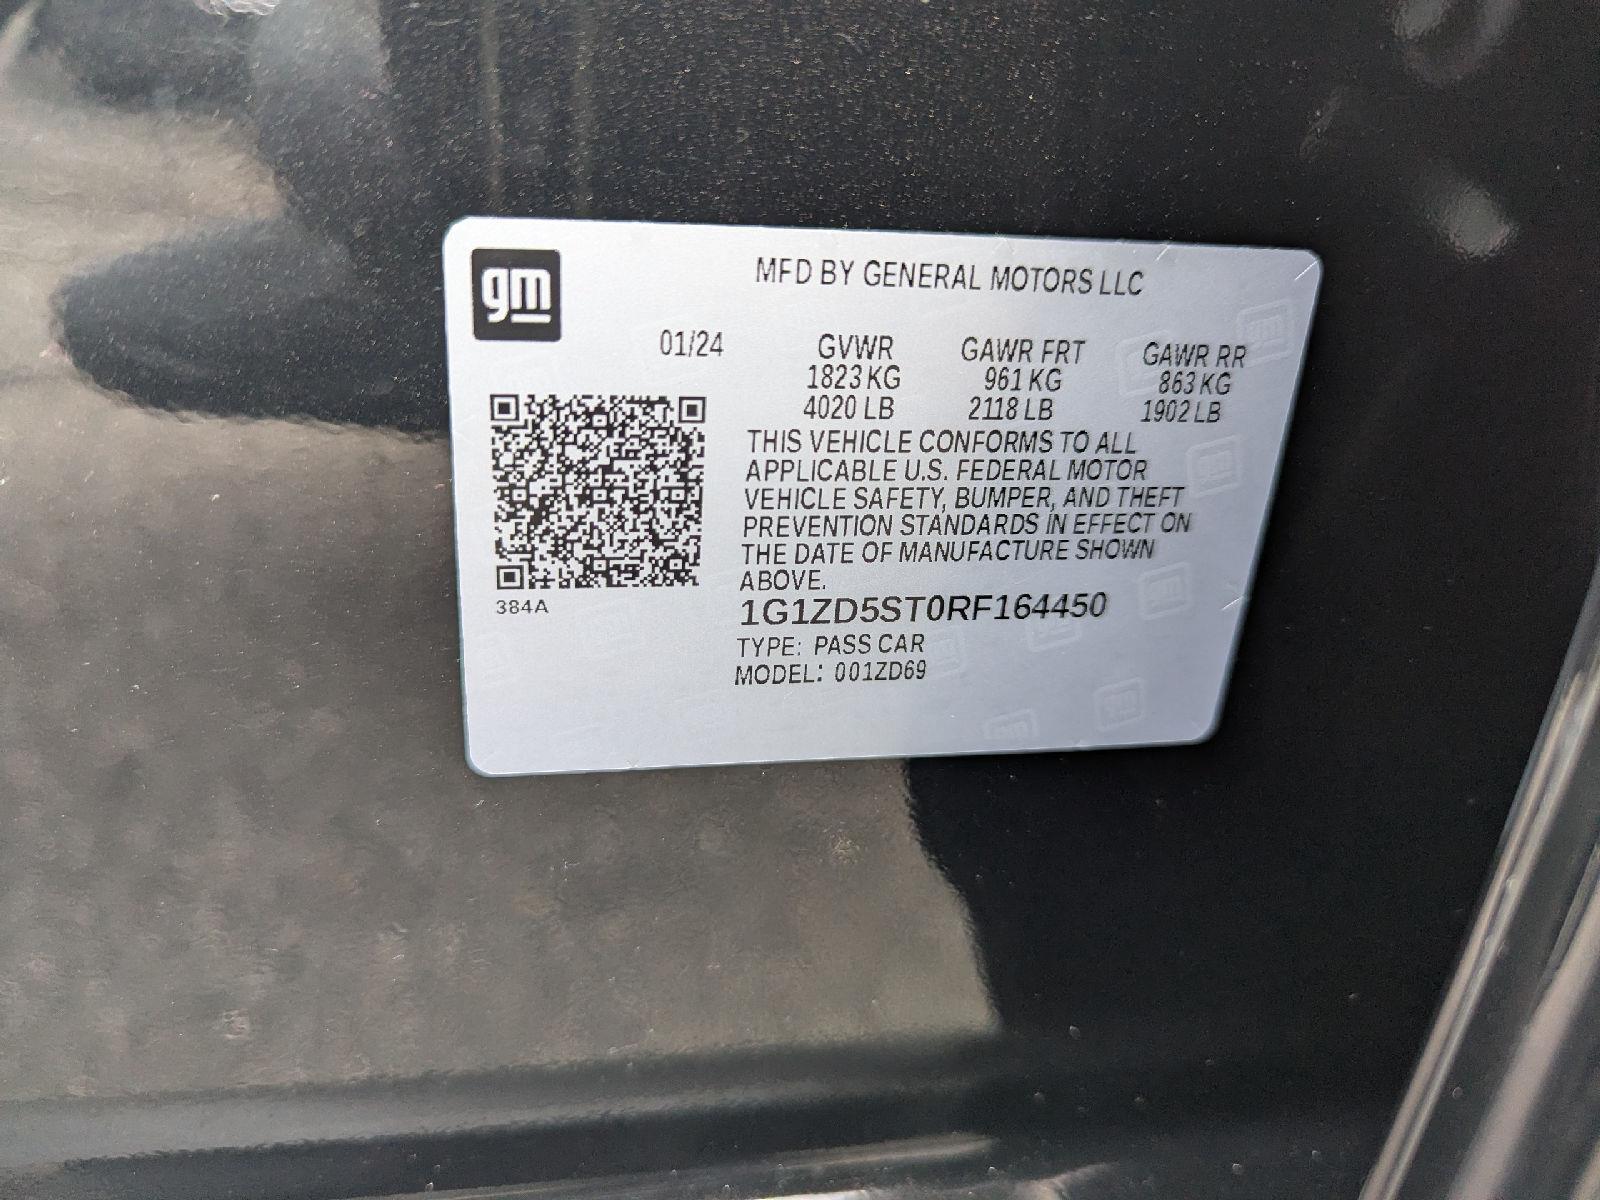 gm
MFD BY GENERAL MOTORS LLC
01/24 GVWR GAWR FRT GAWR RR
1823 KG 961 KG 863 KG
4020 LB 2118 LB 1902 LB
THIS VEHICLE CONFORMS TO ALL
APPLICABLE U.S. FEDERAL MOTOR
VEHICLE SAFETY, BUMPER, AND THEFT
PREVENTION STANDARDS IN EFFECT ON
THE DATE OF MANUFACTURE SHOWN
ABOVE.
384A
1G1ZD5ST0RF164450
TYPE: PASS CAR
MODEL: 001ZD69